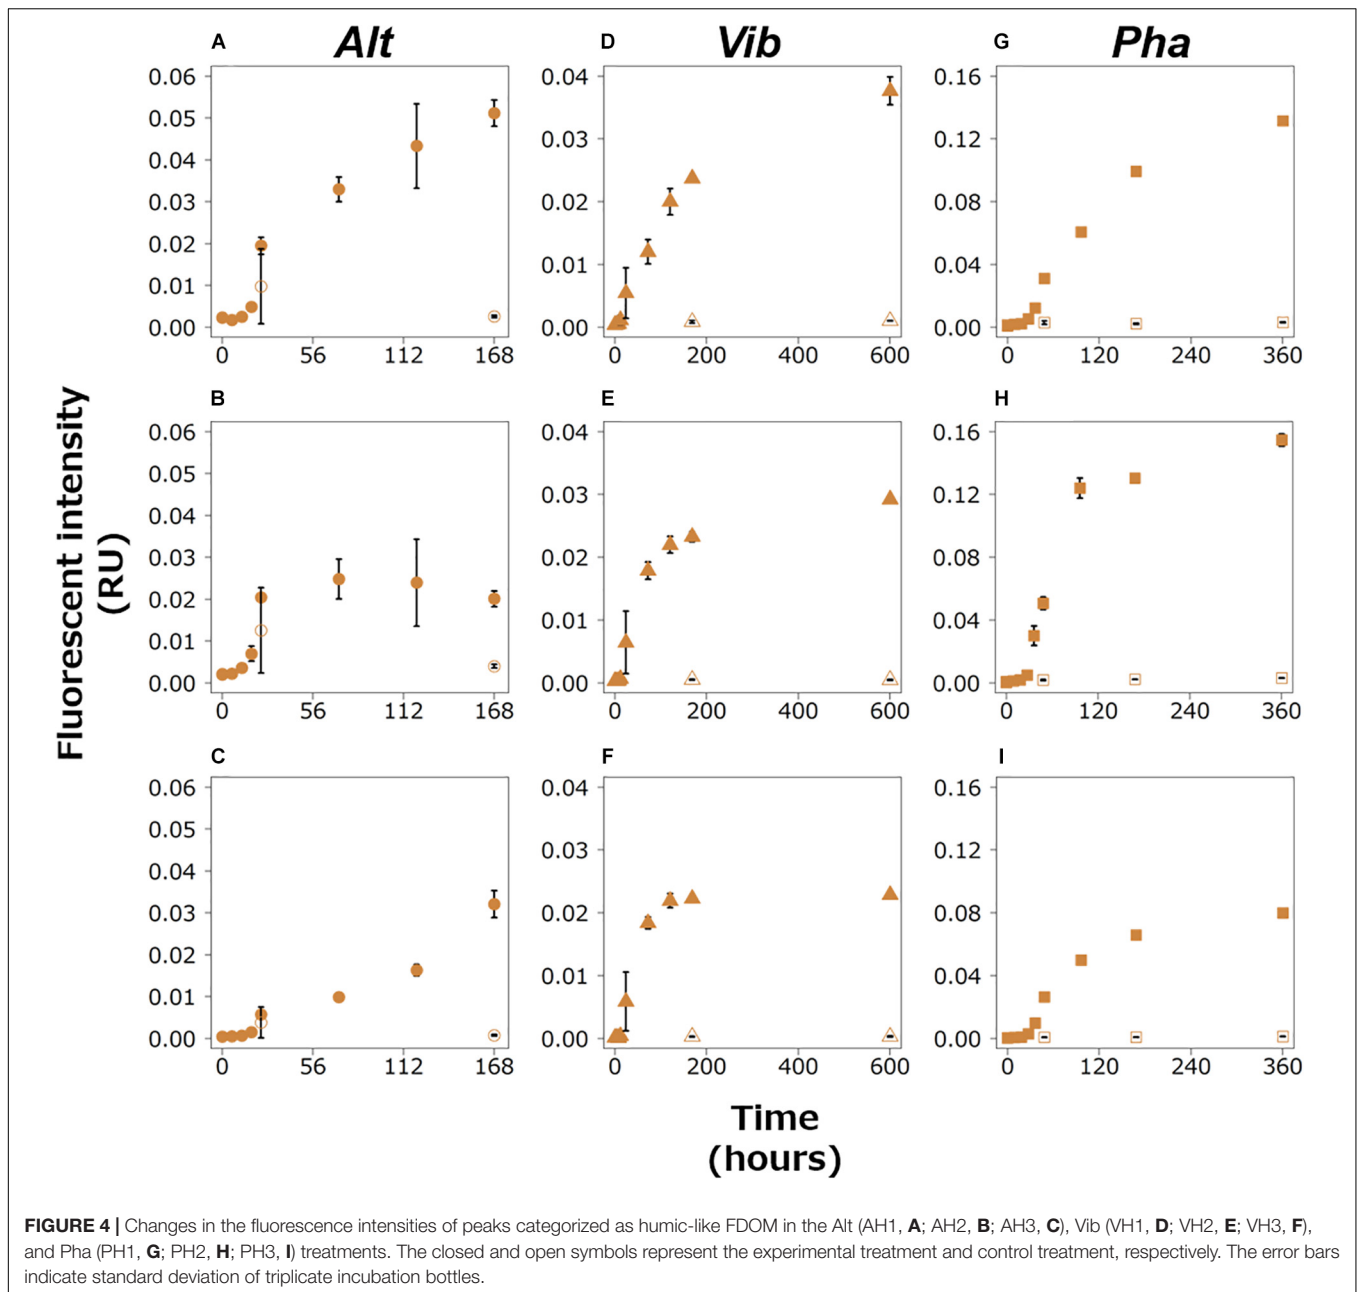 A Alt D Vib G Pha
0.06 0.04 0.16
0.05
0.04 0.03 0.12
0.03 0.02 0.08
0.02
0.01 0.01 0.04
0.00 0.00 0.00
0 56 112 168 0 200 400 600 0 120 240 360
B E H
0.06 0.04 0.16
0.05
0.04 0.03 0.12
0.03 0.02 0.08
0.02
0.01 0.01 0.04
0.00 0.00 0.00
0 56 112 168 0 200 400 600 0 120 240 360
C F I
0.06 0.04 0.16
0.05
0.04 0.03 0.12
0.03 0.02 0.08
0.02
0.01 0.01 0.04
0.00 0.00 0.00
0 56 112 168 0 200 400 600 0 120 240 360
Fluorescent intensity
(RU)
Time
(hours)
FIGURE 4 | Changes in the fluorescence intensities of peaks categorized as humic-like FDOM in the Alt (AH1, A; AH2, B; AH3, C), Vib (VH1, D; VH2, E; VH3, F),
and Pha (PH1, G; PH2, H; PH3, I) treatments. The closed and open symbols represent the experimental treatment and control treatment, respectively. The error bars
indicate standard deviation of triplicate incubation bottles.